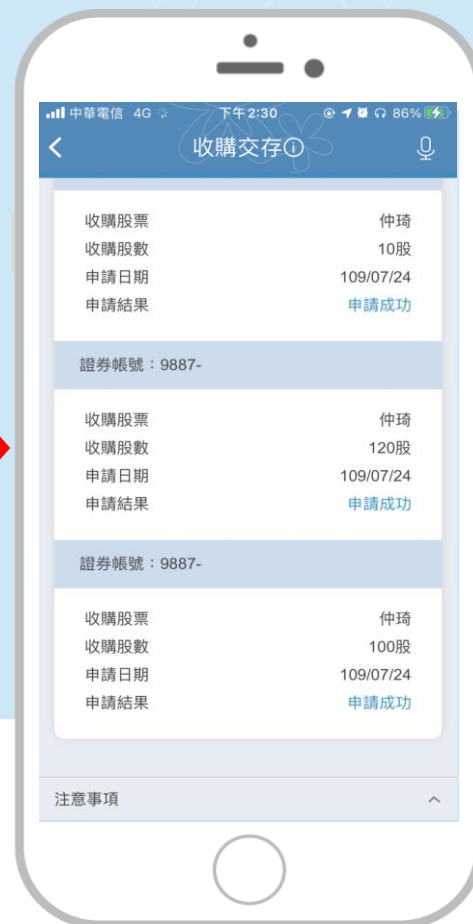 中華電信 4G 下午2:30 86%
收購交存ⓘ
收購股票 仲琦
收購股數 10股
申請日期 109/07/24
申請結果 申請成功
證券帳號：9887-
收購股票 仲琦
收購股數 120股
申請日期 109/07/24
申請結果 申請成功
證券帳號：9887-
收購股票 仲琦
收購股數 100股
申請日期 109/07/24
申請結果 申請成功
注意事項